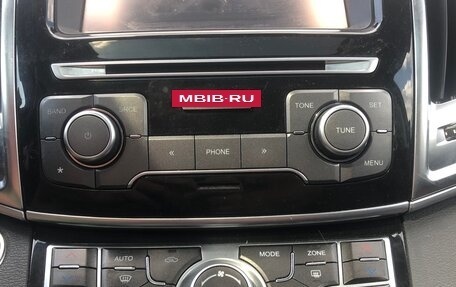 MBIB-RU
BAND
SRCE
TONE
SET
TUNE
*
«
PHONE
»
MENU
AUTO
MODE
ZONE